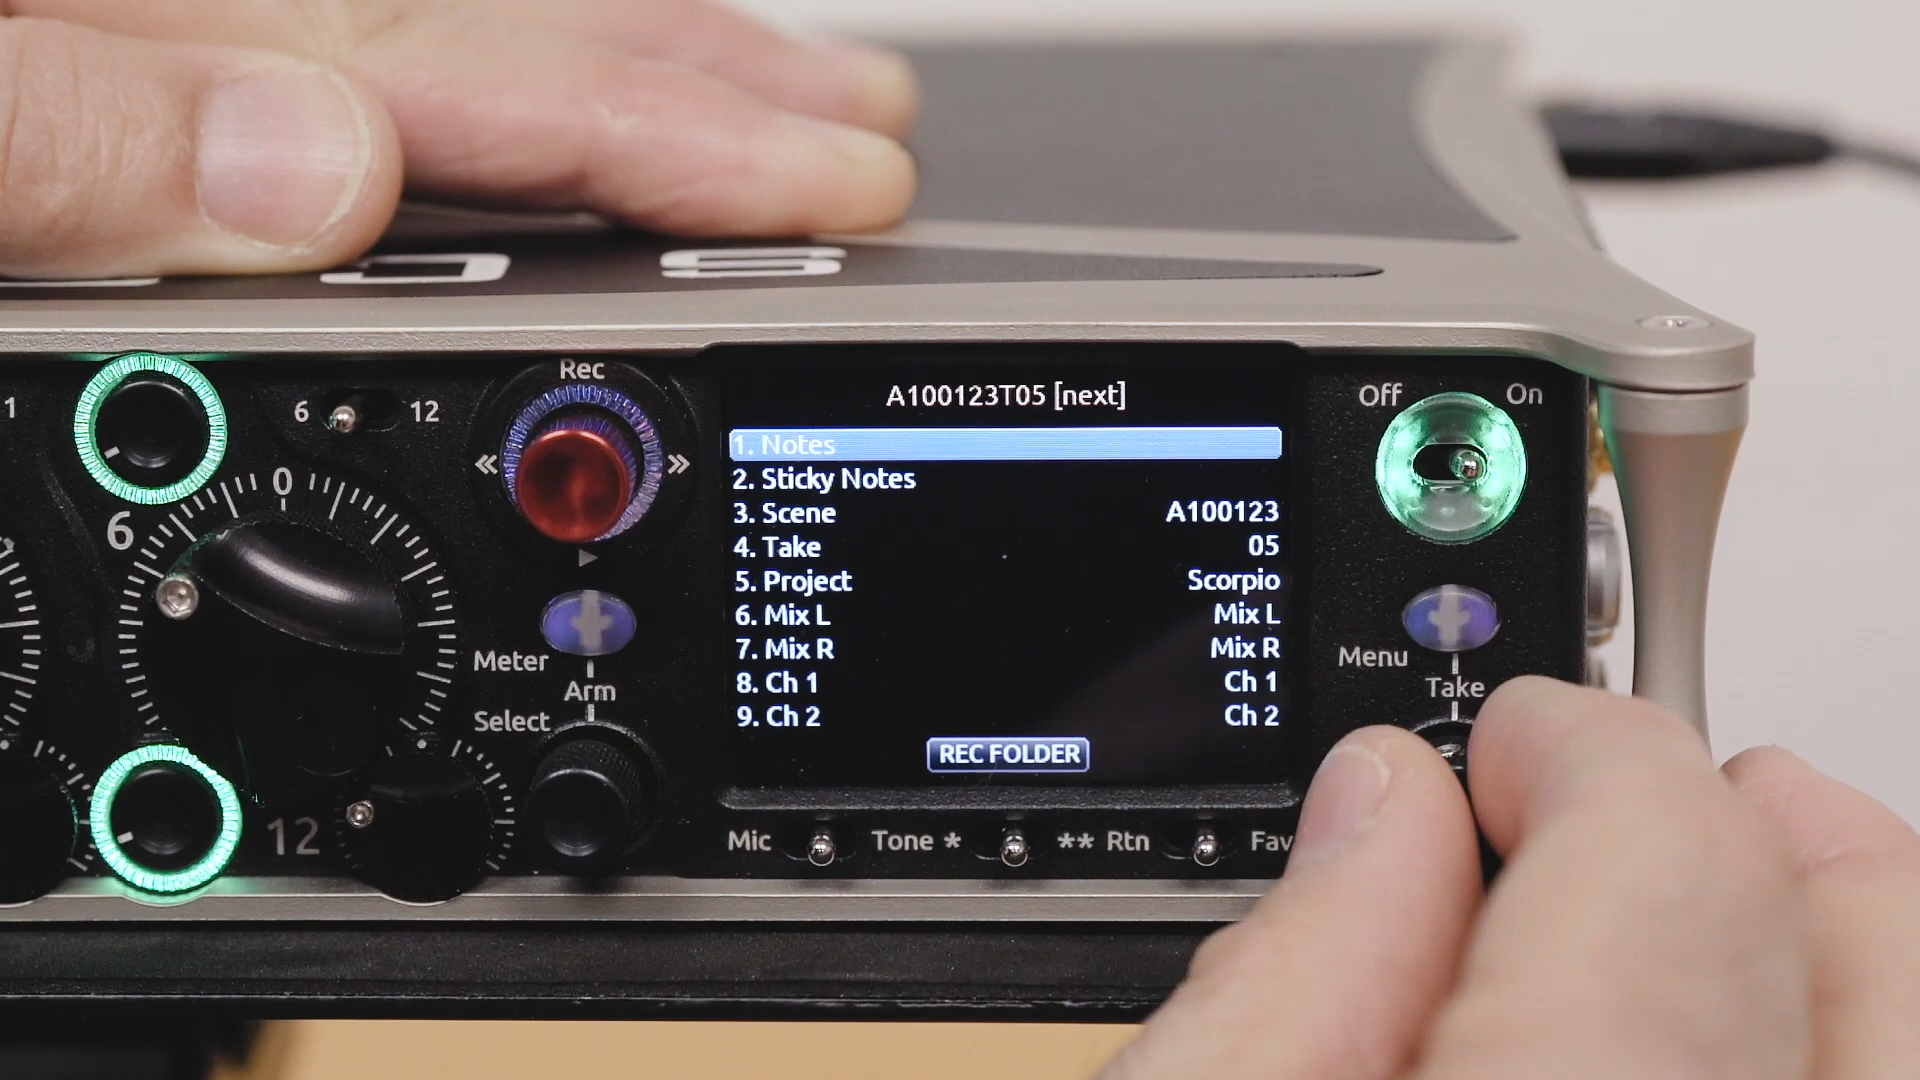 S
1
6
12
0
6
12
Rec
Meter
Arm
Select
A100123T05 [next]
1. Notes
2. Sticky Notes
3. Scene A100123
4. Take 05
5. Project Scorpio
6. Mix L Mix L
7. Mix R Mix R
8. Ch 1 Ch 1
9. Ch 2 Ch 2
REC FOLDER
Mic Tone * ** Rtn Fav
Off On
Menu
Take